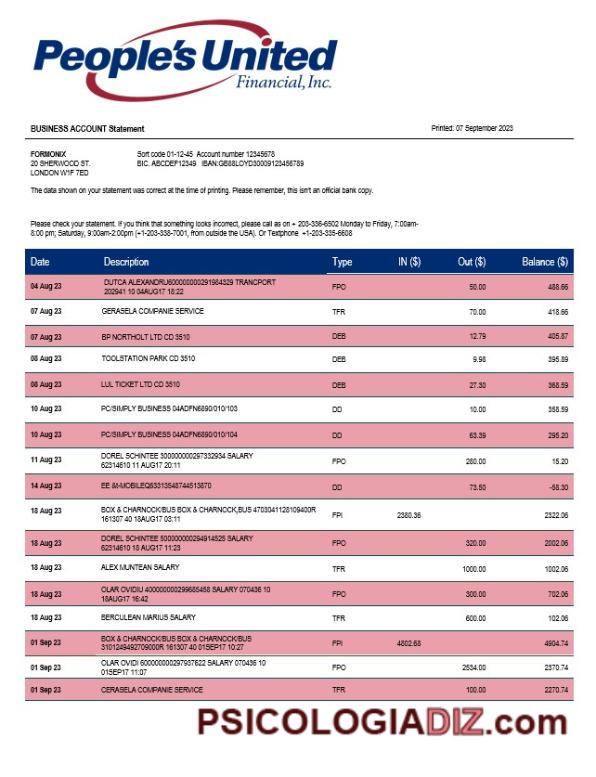 People's United
Financial, Inc.
BUSINESS ACCOUNT Statement
Printed: 07 September 2023
FORMONIX
Sort code 01-12-45 Account number 12345678
20 SHERWOOD ST.
BIC. ABCDEF12349 IBAN:GB88LOYD30009123456789
LONDON W1F 7ED
The data shown on your statement was correct at the time of printing. Please remember, this isn't an official bank copy.
Please check your statement. If you think that something looks incorrect, please call as on + 203-338-6502 Monday to Friday, 7:00am-
8:00 pm; Saturday, 9:00am-2:00pm (+1-203-338-7001, from outside the USA). Or Textphone +1-203-335-6608
Date Description Type IN ($) Out ($) Balance ($)
04 Aug 23 DUTCA ALEXANDRU600000000291984329 TRANCPORT FPO 50.00 488.66
202941 10 04AUG17 18:22
07 Aug 23 GERASELA COMPANIE SERVICE TFR 70.00 418.66
07 Aug 23 BP NORTHOLT LTD CD 3510 DEB 12.79 405.87
08 Aug 23 TOOLSTATION PARK CD 3510 DEB 9.98 395.89
08 Aug 23 LUL TICKET LTD CD 3510 DEB 27.30 368.59
10 Aug 23 PC/SIMPLY BUSINESS 04ADFN6890/010/103 DD 10.00 358.59
10 Aug 23 PC/SIMPLY BUSINESS 04ADFN6890/010/104 DD 63.39 295.20
11 Aug 23 DOREL SCHINTEE 300000000297332934 SALARY FPO 280.00 15.20
62314610 11 AUG17 20:11
14 Aug 23 EE &I-MOBILEQ63313548744513870 DD 73.50 -58.30
18 Aug 23 BOX & CHARNOCK/BUS BOX & CHARNOCK,BUS 4703041128109400R FPI 2380.36 2322.06
161307 40 18AUG17 03:11
18 Aug 23 DOREL SCHINTEE 500000000294914525 SALARY FPO 320.00 2002.06
62314610 18 AUG17 11:23
18 Aug 23 ALEX MUNTEAN SALARY TFR 1000.00 1002.06
18 Aug 23 OLAR OVIDIU 400000000299685458 SALARY 070436 10 FPO 300.00 702.06
18AUG17 16:42
18 Aug 23 BERCULEAN MARIUS SALARY TFR 600.00 102.06
01 Sep 23 BOX & CHARNOCK/BUS BOX & CHARNOCK/BUS FPI 4802.68 4904.74
3101249492709000R 161307 40 01SEP17 10:27
01 Sep 23 OLAR OVIDI 600000000297937622 SALARY 070436 10 FPO 2534.00 2370.74
01SEP17 11:07
01 Sep 23 CERASELA COMPANIE SERVICE TFR 100.00 2270.74
PSICOLOGIADIZ.com